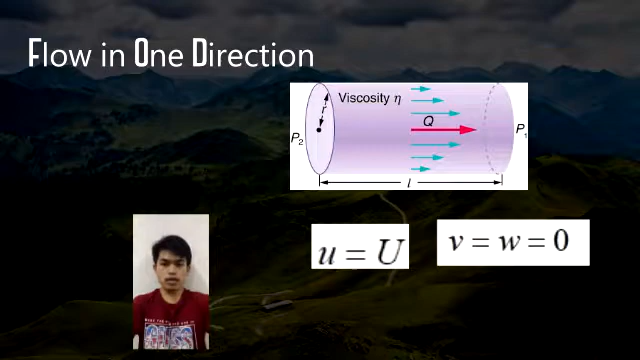 Flow in One Direction
Viscosity η
r
Q
P₂
P₁
l
u = U
v = w = 0